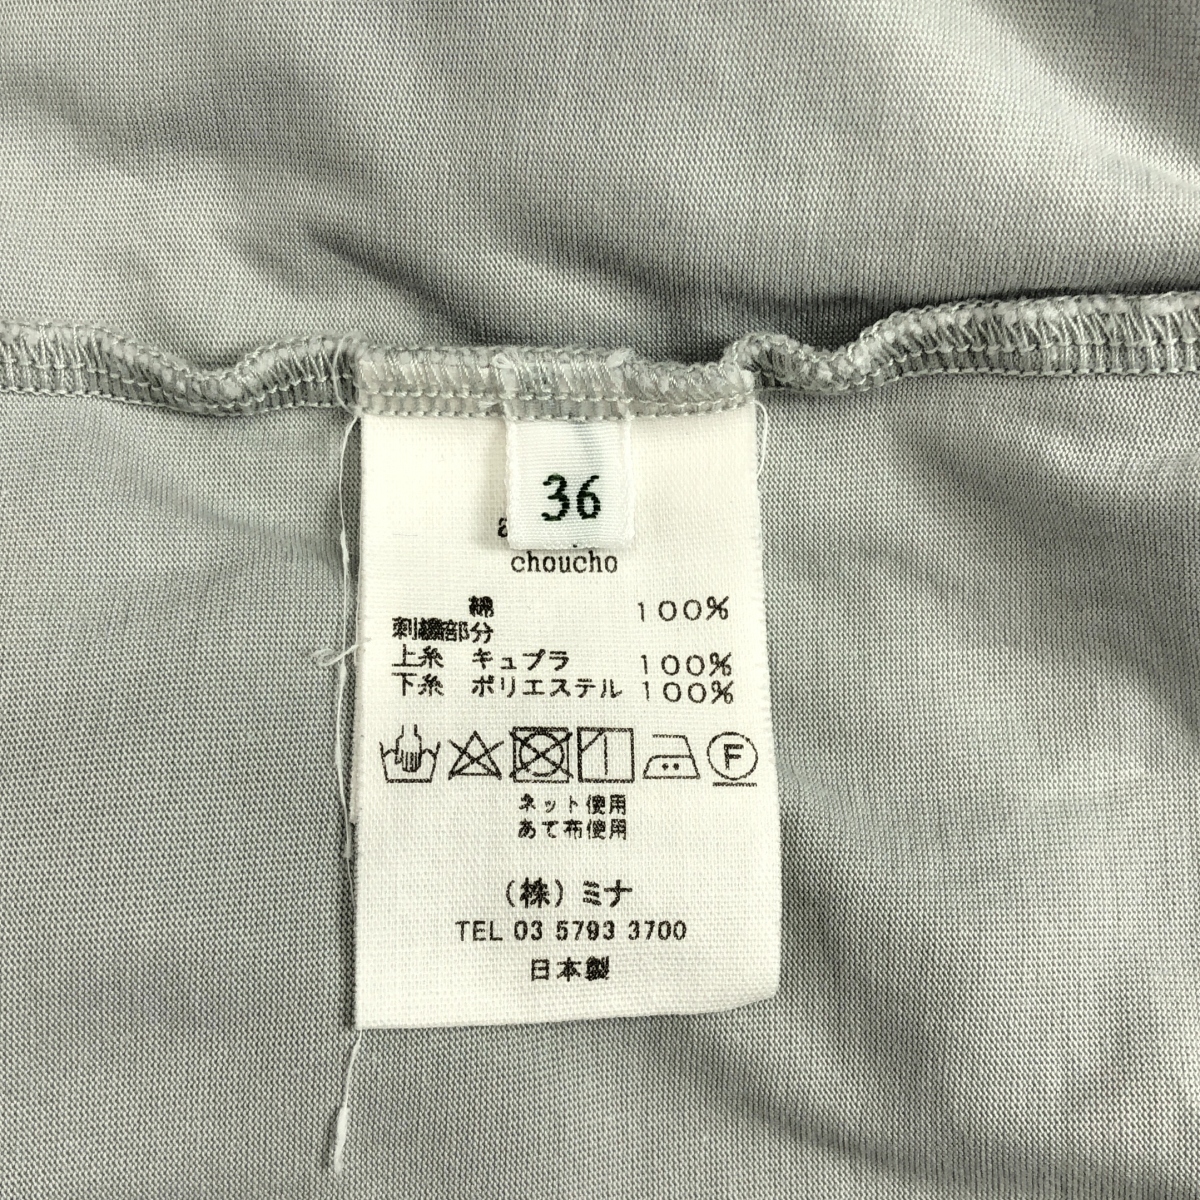 36
choucho
綿 100%
刺繍部分
上糸 キュプラ 100%
下糸 ポリエステル 100%
F
ネット使用
あて布使用
(株)ミナ
TEL 03 5793 3700
日本製